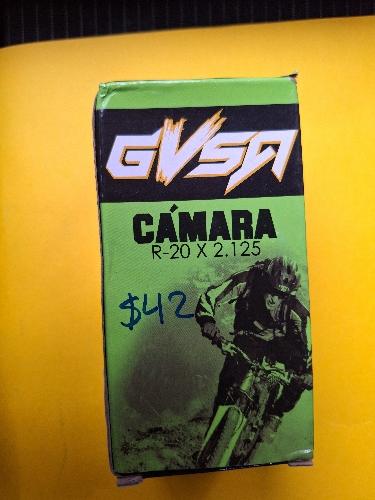 GVSA
CÁMARA
R-20 X 2.125
$42